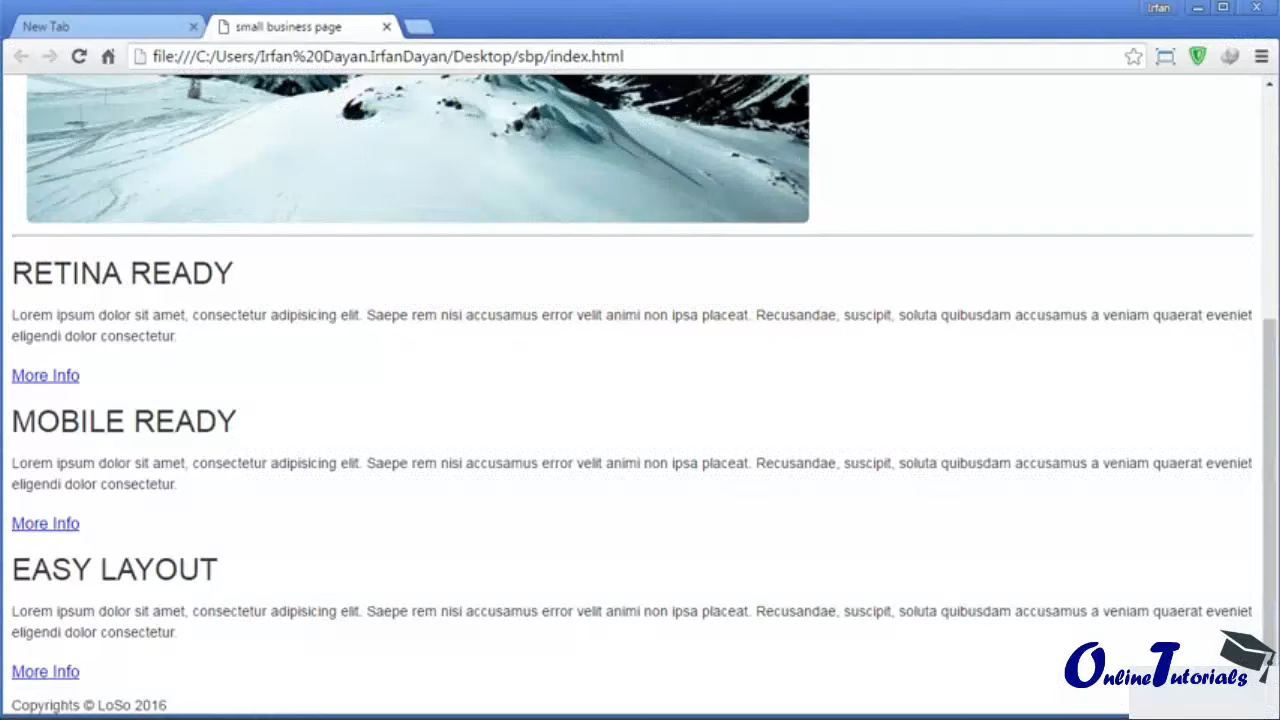 Irfan
New Tab
small business page
file:///C:/Users/Irfan%20Dayan.IrfanDayan/Desktop/sbp/index.html
RETINA READY
Lorem ipsum dolor sit amet, consectetur adipisicing elit. Saepe rem nisi accusamus error velit animi non ipsa placeat. Recusandae, suscipit, soluta quibusdam accusamus a veniam quaerat eveniet
eligendi dolor consectetur.
More Info
MOBILE READY
Lorem ipsum dolor sit amet, consectetur adipisicing elit. Saepe rem nisi accusamus error velit animi non ipsa placeat. Recusandae, suscipit, soluta quibusdam accusamus a veniam quaerat eveniet
eligendi dolor consectetur.
More Info
EASY LAYOUT
Lorem ipsum dolor sit amet, consectetur adipisicing elit. Saepe rem nisi accusamus error velit animi non ipsa placeat. Recusandae, suscipit, soluta quibusdam accusamus a veniam quaerat eveniet
eligendi dolor consectetur.
More Info
OnlineTutorials
Copyrights © LoSo 2016